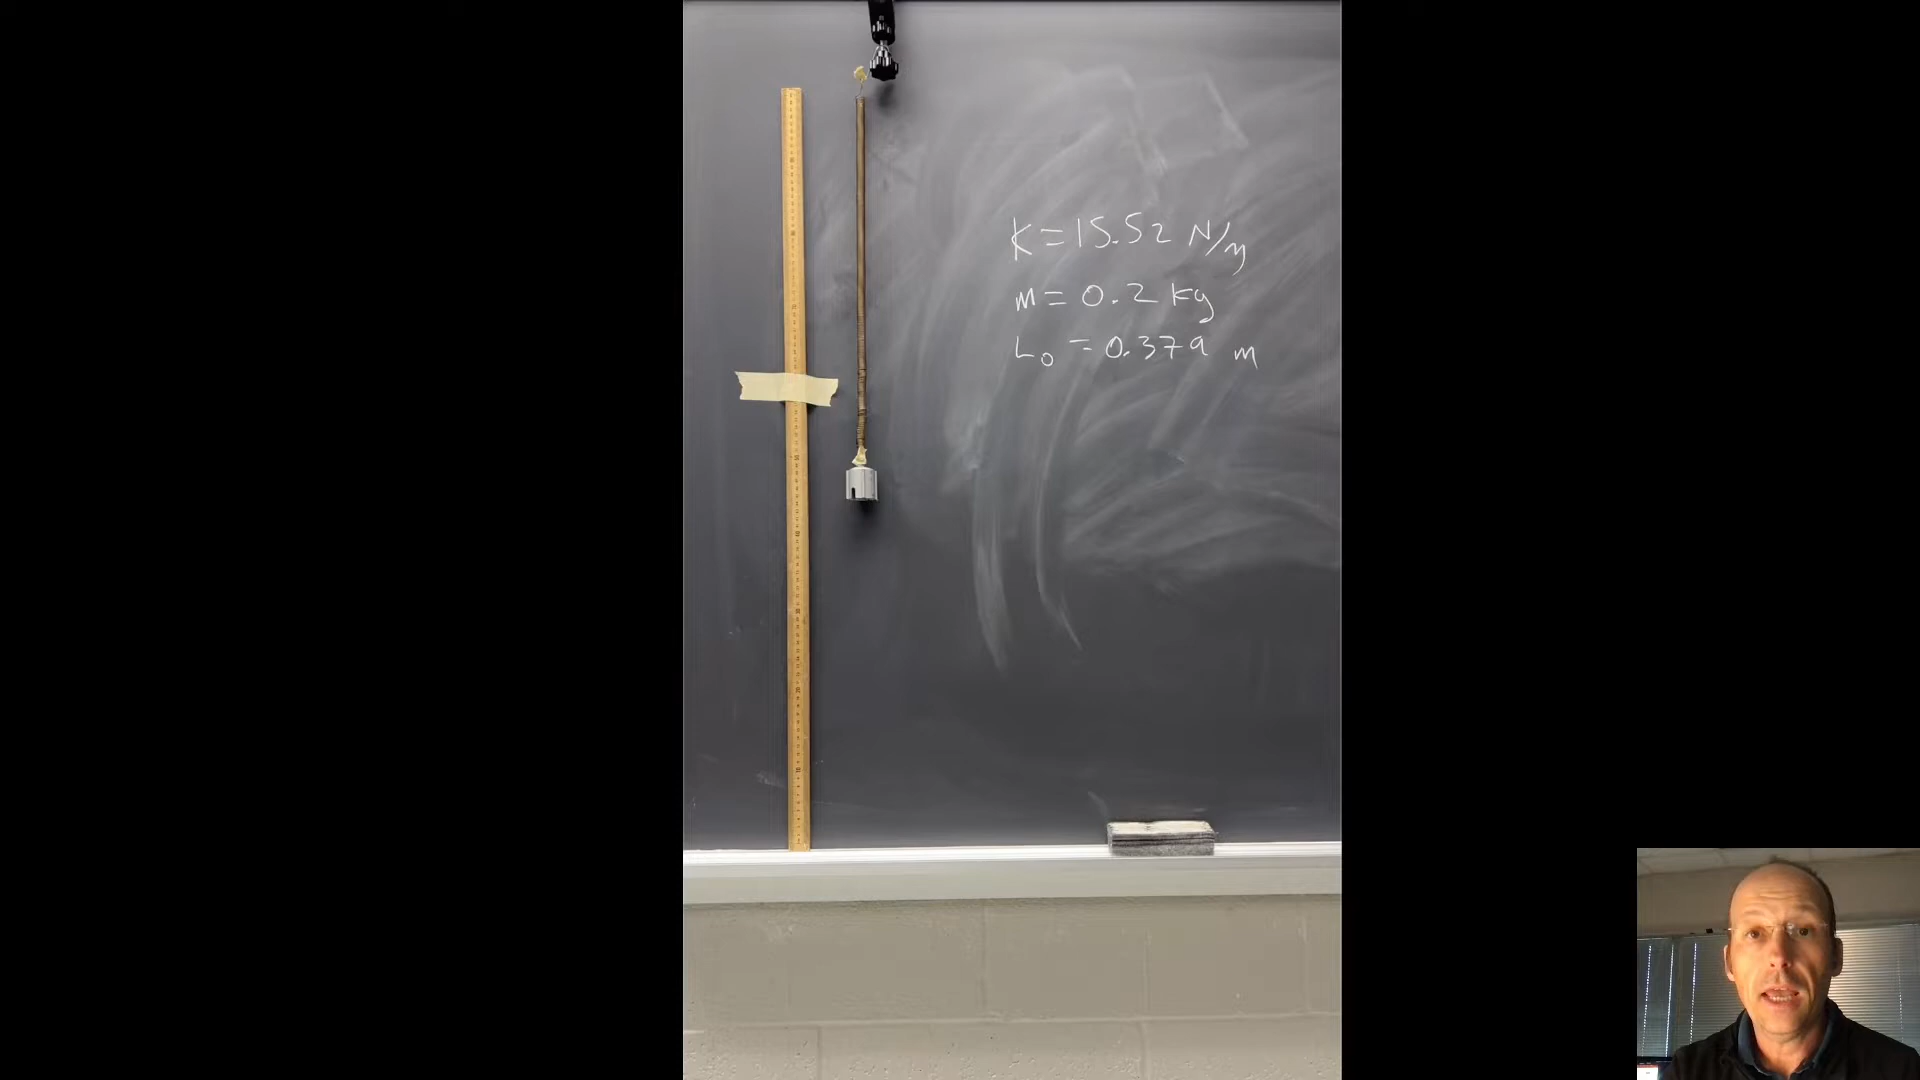 K = 15.52 N/m
m = 0.2 kg
L₀ = 0.379 m